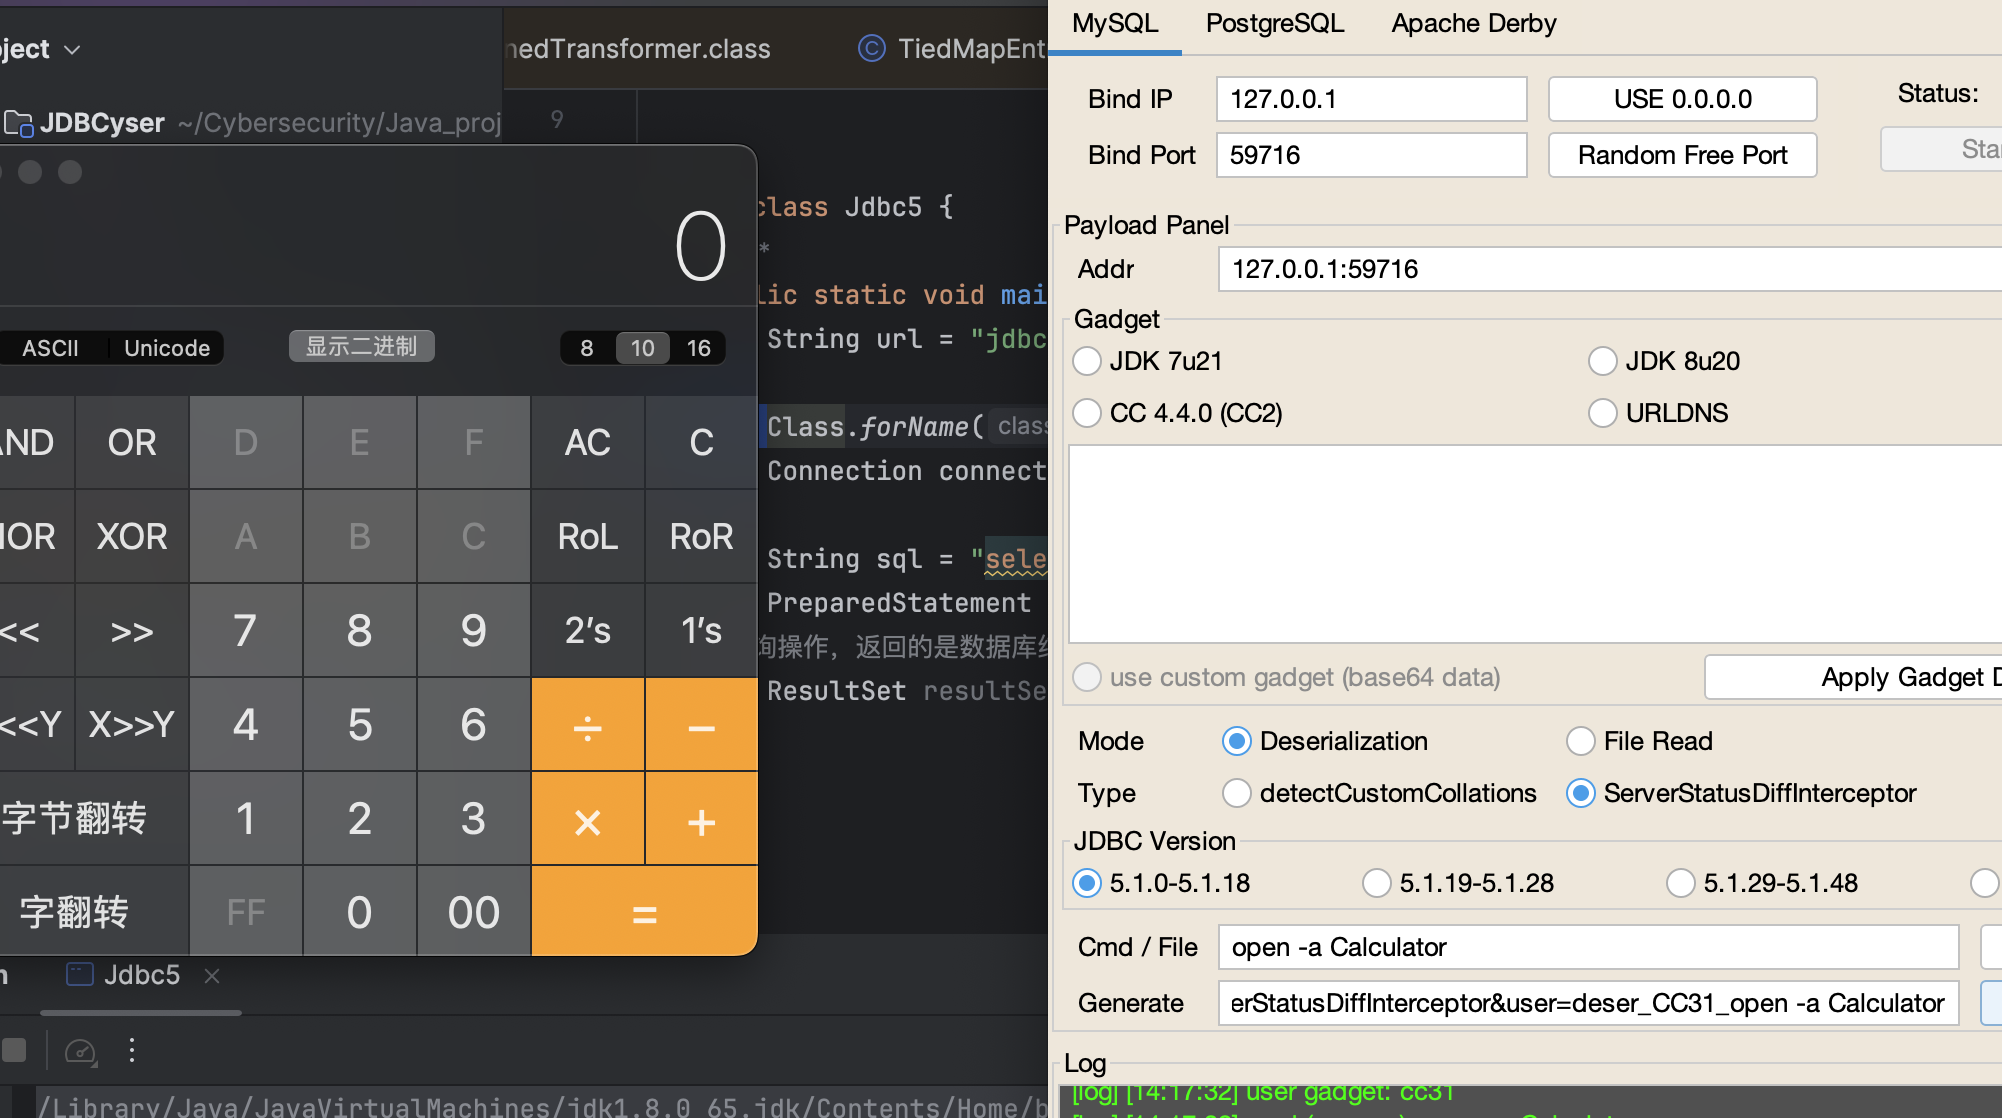 ject
JDBCyser ~/Cybersecurity/Java_proj
nedTransformer.class
TiedMapEnt
9
class Jdbc5 {
*
lic static void mai
String url = "jdbc
Class.forName( class
Connection connect
String sql = "sele
PreparedStatement
询操作，返回的是数据库结
ResultSet resultSe
0
ASCII Unicode 显示二进制 8 10 16
AND OR D E F AC C
NOR XOR A B C RoL RoR
<< >> 7 8 9 2's 1's
X<<Y X>>Y 4 5 6 ÷ −
字节翻转 1 2 3 × +
字翻转 FF 0 00 =
n
Jdbc5 ×
/Library/Java/JavaVirtualMachines/jdk1.8.0_65.jdk/Contents/Home/b
MySQL PostgreSQL Apache Derby
Bind IP 127.0.0.1 USE 0.0.0.0 Status:
Bind Port 59716 Random Free Port Sta
Payload Panel
Addr 127.0.0.1:59716
Gadget
JDK 7u21 JDK 8u20
CC 4.4.0 (CC2) URLDNS
use custom gadget (base64 data) Apply Gadget D
Mode Deserialization File Read
Type detectCustomCollations ServerStatusDiffInterceptor
JDBC Version
5.1.0-5.1.18 5.1.19-5.1.28 5.1.29-5.1.48
Cmd / File open -a Calculator
Generate erStatusDiffInterceptor&user=deser_CC31_open -a Calculator
Log
[log] [14:17:32] user gadget: cc31